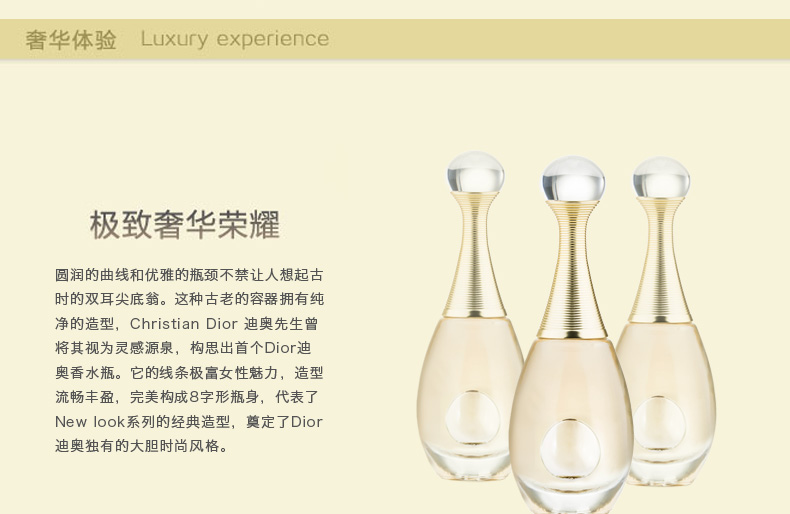 奢华体验 Luxury experience
极致奢华荣耀
圆润的曲线和优雅的瓶颈不禁让人想起古
时的双耳尖底翁。这种古老的容器拥有纯
净的造型，Christian Dior 迪奥先生曾
将其视为灵感源泉，构思出首个Dior迪
奥香水瓶。它的线条极富女性魅力，造型
流畅丰盈，完美构成8字形瓶身，代表了
New look系列的经典造型，奠定了Dior
迪奥独有的大胆时尚风格。